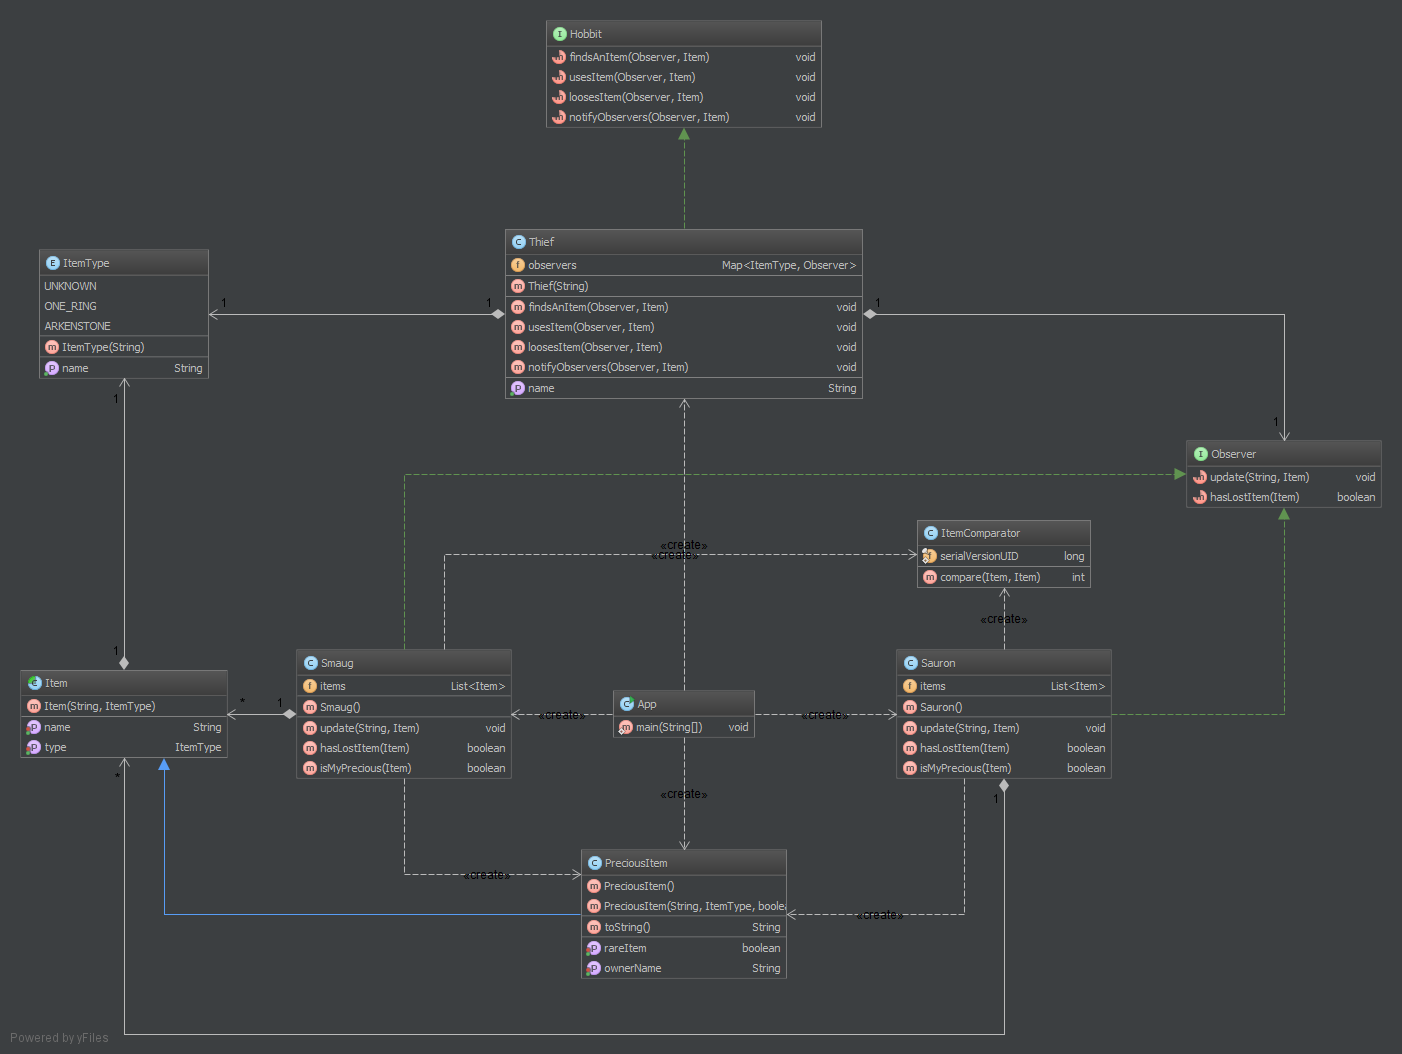 Hobbit
findsAnItem(Observer, Item) void
usesItem(Observer, Item) void
loosesItem(Observer, Item) void
notifyObservers(Observer, Item) void
Thief
observers Map<ItemType, Observer>
Thief(String)
findsAnItem(Observer, Item) void
usesItem(Observer, Item) void
loosesItem(Observer, Item) void
notifyObservers(Observer, Item) void
name String
ItemType
UNKNOWN
ONE_RING
ARKENSTONE
ItemType(String)
name String
1
1
1
1
1
1
Observer
update(String, Item) void
hasLostItem(Item) boolean
ItemComparator
serialVersionUID long
compare(Item, Item) int
«create»
«create»
«create»
Item
Item(String, ItemType)
name String
type ItemType
*
1
*
Smaug
items List<Item>
Smaug()
update(String, Item) void
hasLostItem(Item) boolean
isMyPrecious(Item) boolean
«create»
App
main(String[]) void
«create»
Sauron
items List<Item>
Sauron()
update(String, Item) void
hasLostItem(Item) boolean
isMyPrecious(Item) boolean
1
«create»
«create»
«create»
PreciousItem
PreciousItem()
PreciousItem(String, ItemType, boole
toString() String
rareItem boolean
ownerName String
Powered by yFiles